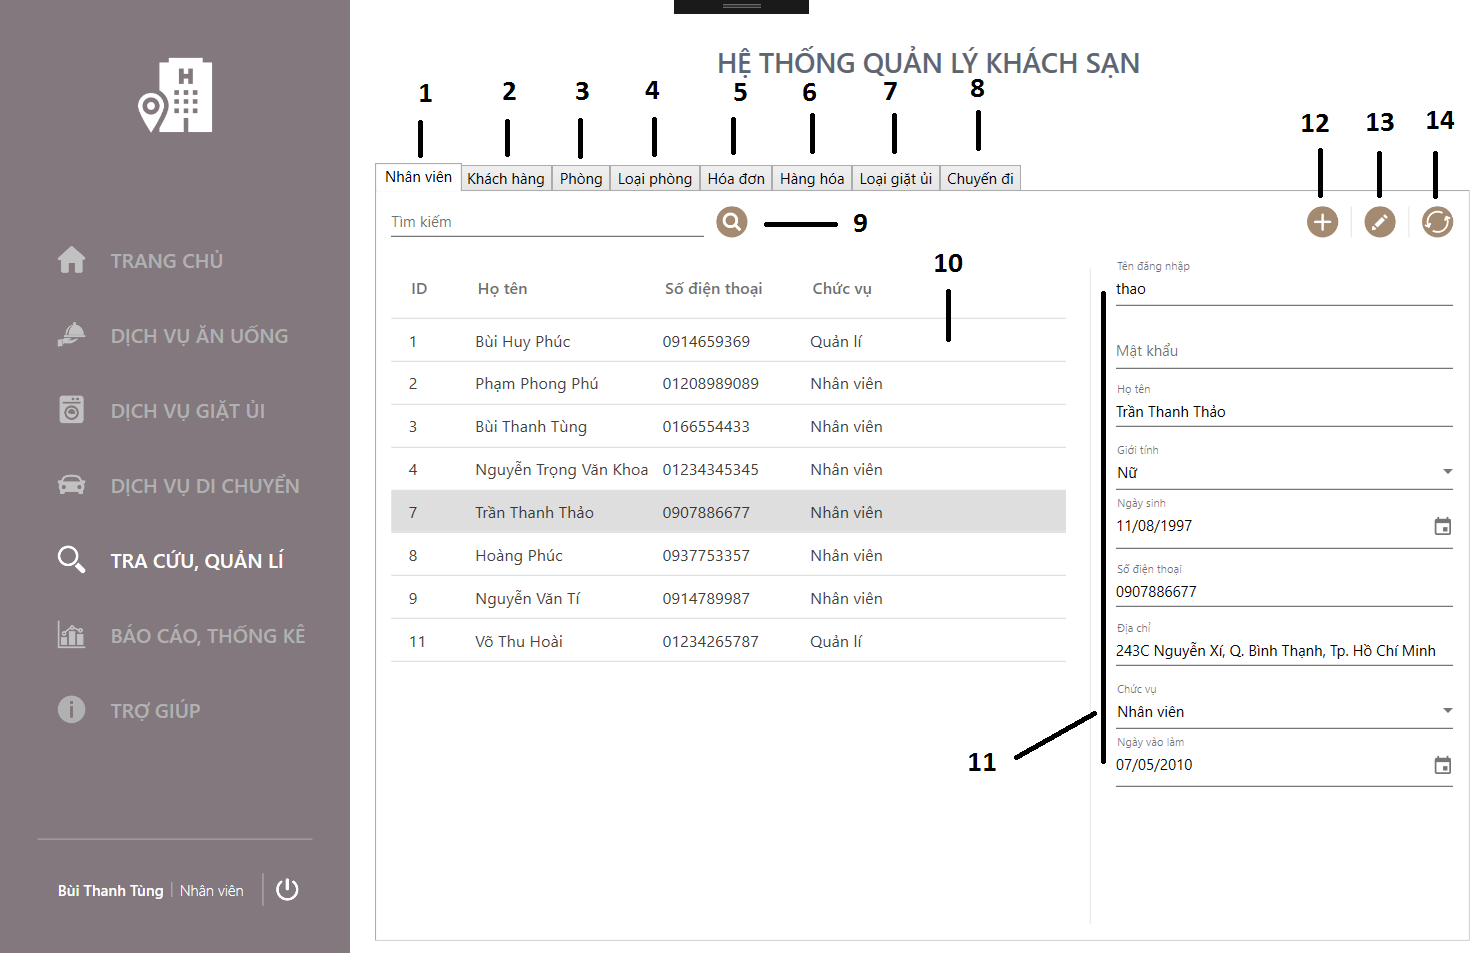 H
TRANG CHỦ
DỊCH VỤ ĂN UỐNG
DỊCH VỤ GIẶT ỦI
DỊCH VỤ DI CHUYỂN
TRA CỨU, QUẢN LÍ
BÁO CÁO, THỐNG KÊ
TRỢ GIÚP
Bùi Thanh Tùng | Nhân viên
HỆ THỐNG QUẢN LÝ KHÁCH SẠN
1 2 3 4 5 6 7 8
12 13 14
Nhân viên Khách hàng Phòng Loại phòng Hóa đơn Hàng hóa Loại giặt ủi Chuyến đi
Tìm kiếm
9
10
ID Họ tên Số điện thoại Chức vụ
1 Bùi Huy Phúc 0914659369 Quản lí
2 Phạm Phong Phú 01208989089 Nhân viên
3 Bùi Thanh Tùng 0166554433 Nhân viên
4 Nguyễn Trọng Văn Khoa 01234345345 Nhân viên
7 Trần Thanh Thảo 0907886677 Nhân viên
8 Hoàng Phúc 0937753357 Nhân viên
9 Nguyễn Văn Tí 0914789987 Nhân viên
11 Võ Thu Hoài 01234265787 Quản lí
11
Tên đăng nhập
thao
Mật khẩu
Họ tên
Trần Thanh Thảo
Giới tính
Nữ
Ngày sinh
11/08/1997
Số điện thoại
0907886677
Địa chỉ
243C Nguyễn Xí, Q. Bình Thạnh, Tp. Hồ Chí Minh
Chức vụ
Nhân viên
Ngày vào làm
07/05/2010